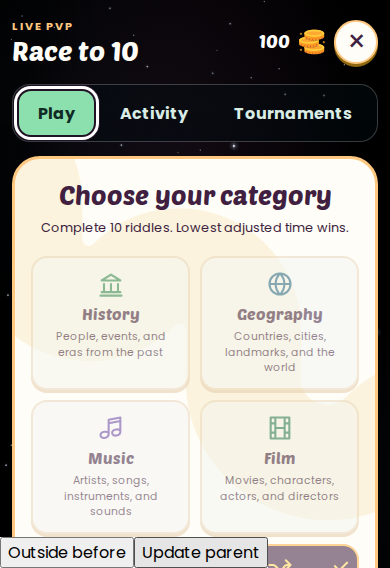 LIVE PVP
Race to 10
100
Play
Activity
Tournaments
Choose your category
Complete 10 riddles. Lowest adjusted time wins.
History
People, events, and
eras from the past
Geography
Countries, cities,
landmarks, and the
world
Music
Artists, songs,
instruments, and
sounds
Film
Movies, characters,
actors, and directors
Outside before
Update parent